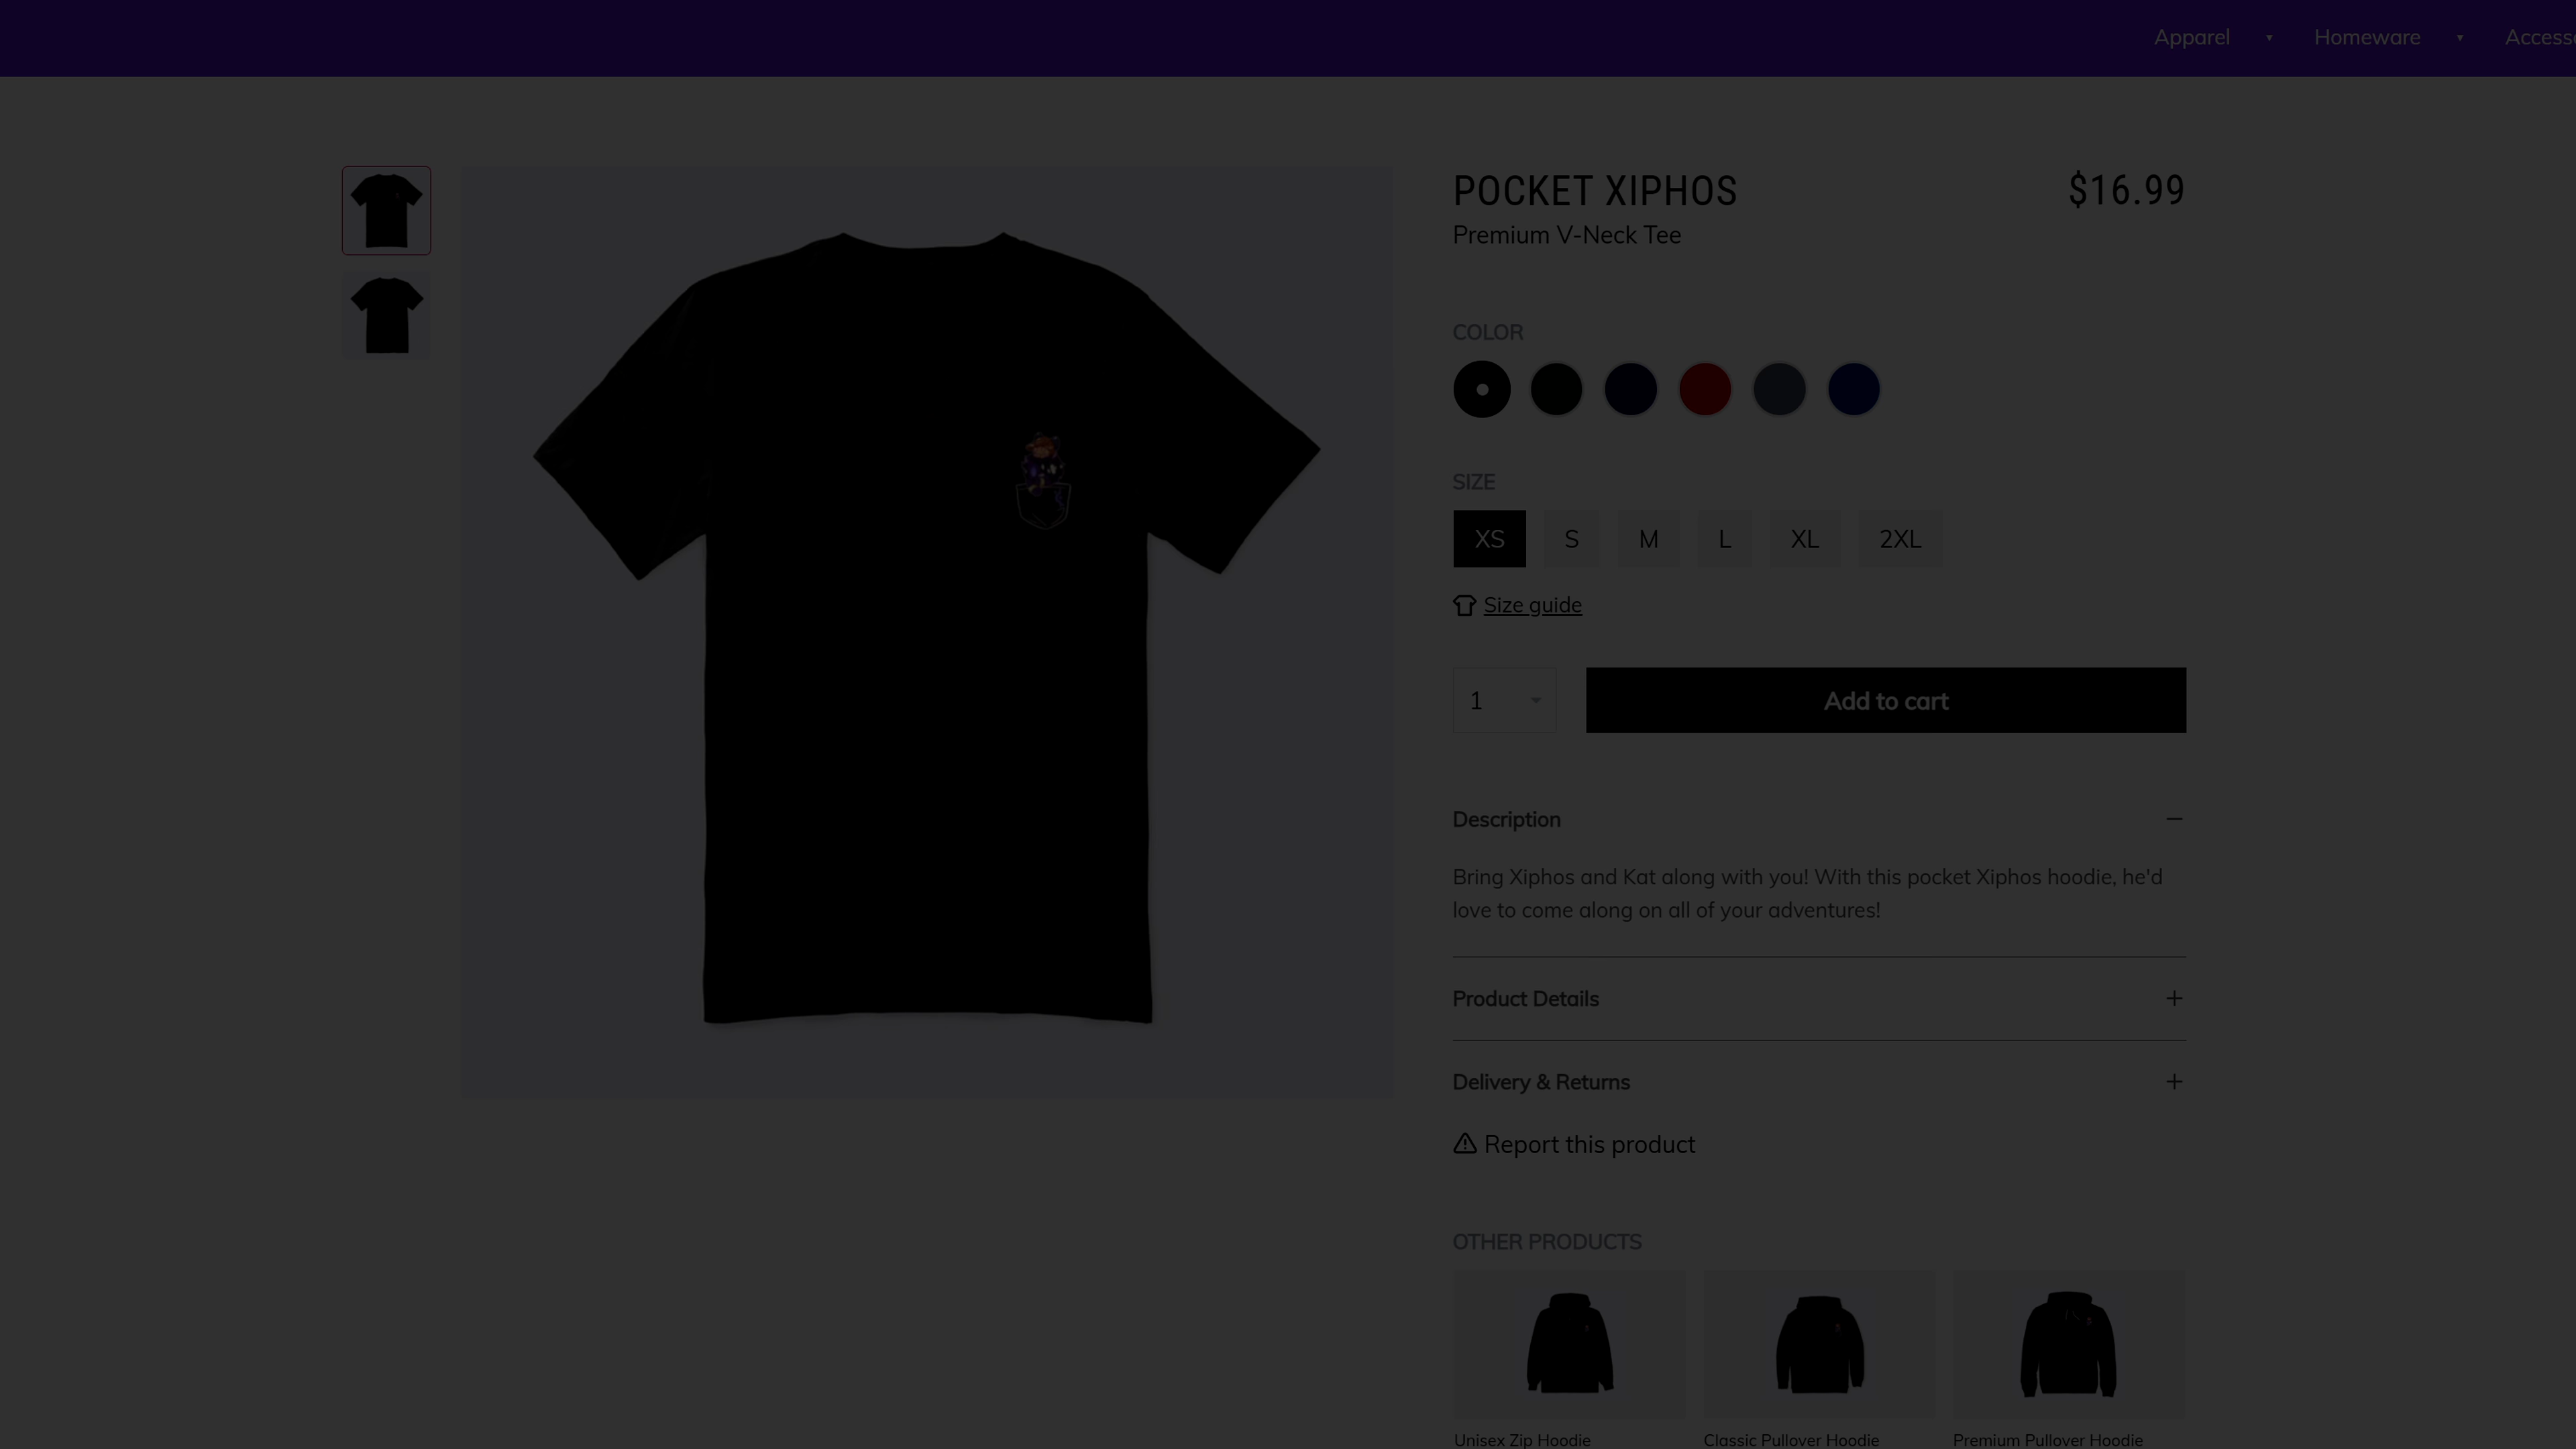 Apparel ▾ Homeware ▾
POCKET XIPHOS $16.99
Premium V-Neck Tee
COLOR
SIZE
XS S M L XL 2XL
Size guide
1 Add to cart
Description
Bring Xiphos and Kat along with you! With this pocket Xiphos hoodie, he'd
love to come along on all of your adventures!
Product Details
Delivery & Returns
Report this product
OTHER PRODUCTS
Unisex Zip Hoodie Classic Pullover Hoodie Premium Pullover Hoodie